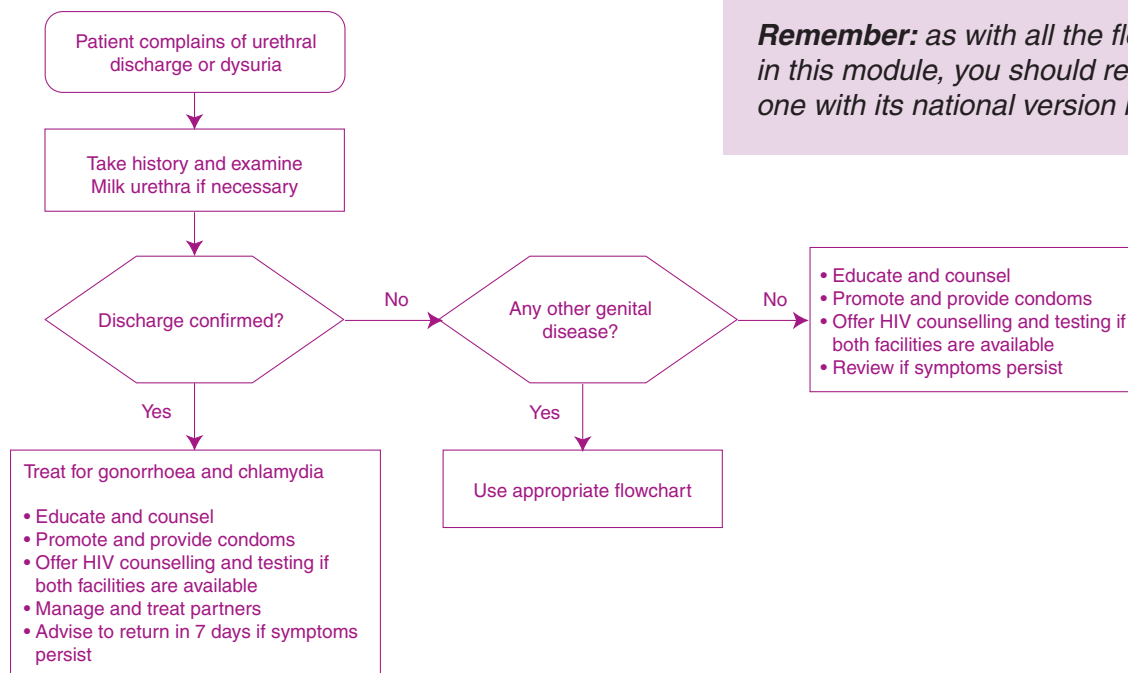 Patient complains of urethral
discharge or dysuria
Remember: as with all the
in this module, you should
one with its national version
Take history and examine
Milk urethra if necessary
Discharge confirmed?
No
Any other genital
disease?
No
• Educate and counsel
• Promote and provide condoms
• Offer HIV counselling and testing if
both facilities are available
• Review if symptoms persist
Yes
Treat for gonorrhoea and chlamydia
• Educate and counsel
• Promote and provide condoms
• Offer HIV counselling and testing if
both facilities are available
• Manage and treat partners
• Advise to return in 7 days if symptoms
persist
Yes
Use appropriate flowchart